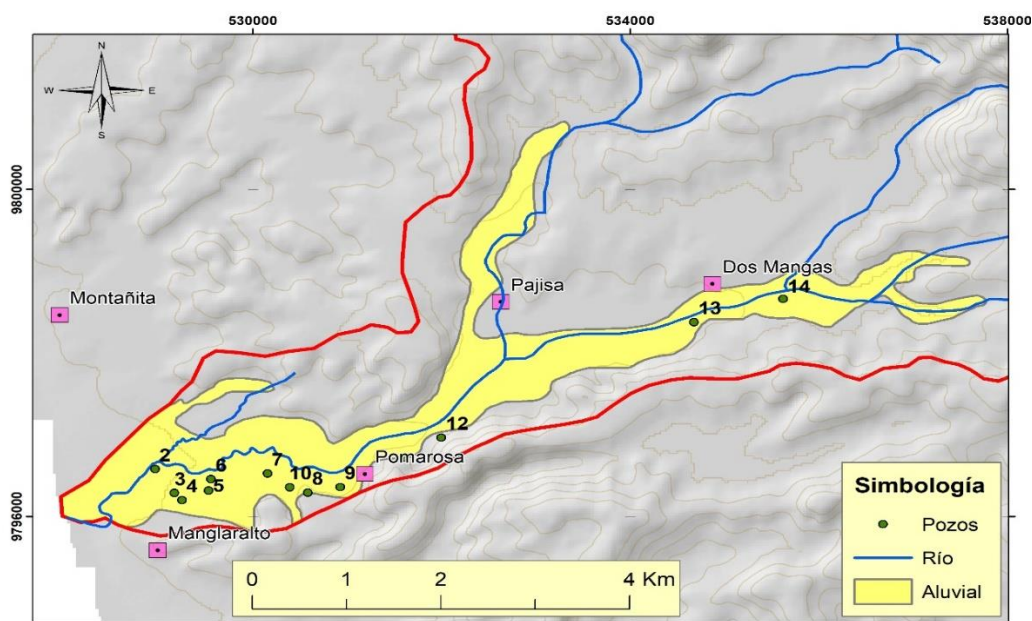 530000 534000 538000
N
W E
S
9800000
Dos Mangas
Pajisa
14
Montañita
13
12
Pomarosa
2 6 7
3 4 5 10 8 9
9796000
Manglaralto
0 1 2 4 Km
Simbología
Pozos
Río
Aluvial